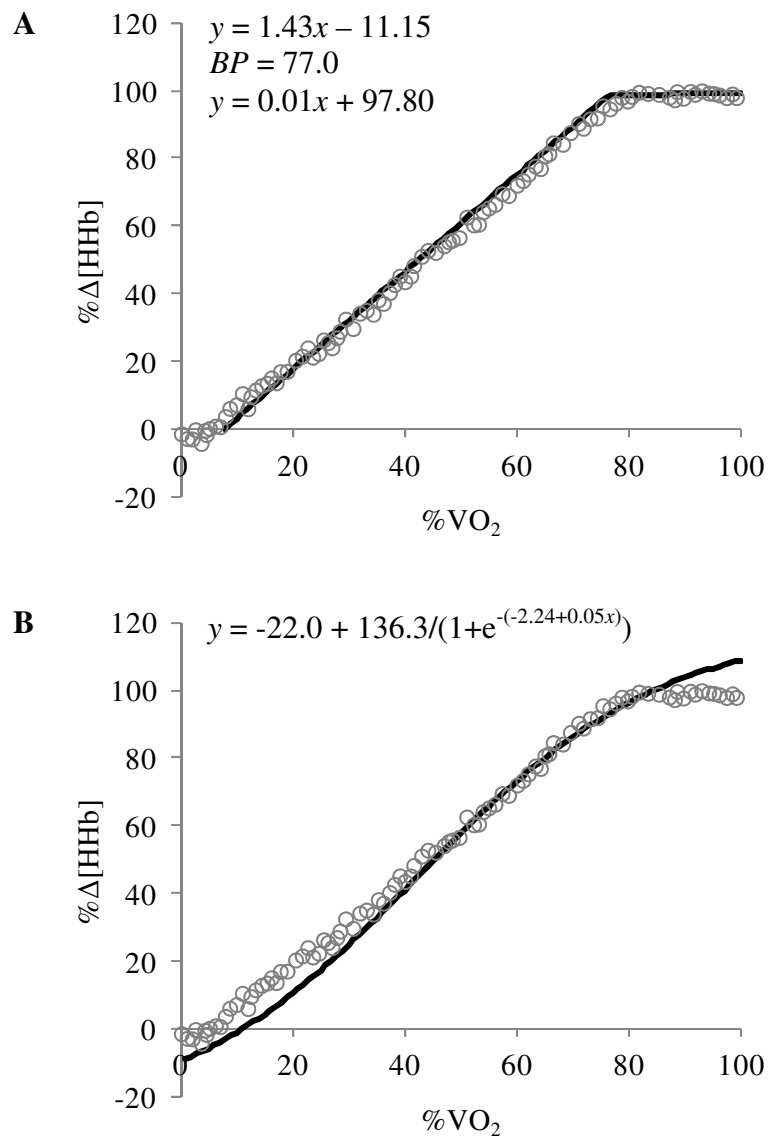 A
y = 1.43x – 11.15
BP = 77.0
y = 0.01x + 97.80
120
100
80
60
40
20
0
-20
%Δ[HHb]
0 20 40 60 80 100
%VO₂
B
y = -22.0 + 136.3/(1+e^-(-2.24+0.05x))
120
100
80
60
40
20
0
-20
%Δ[HHb]
0 20 40 60 80 100
%VO₂